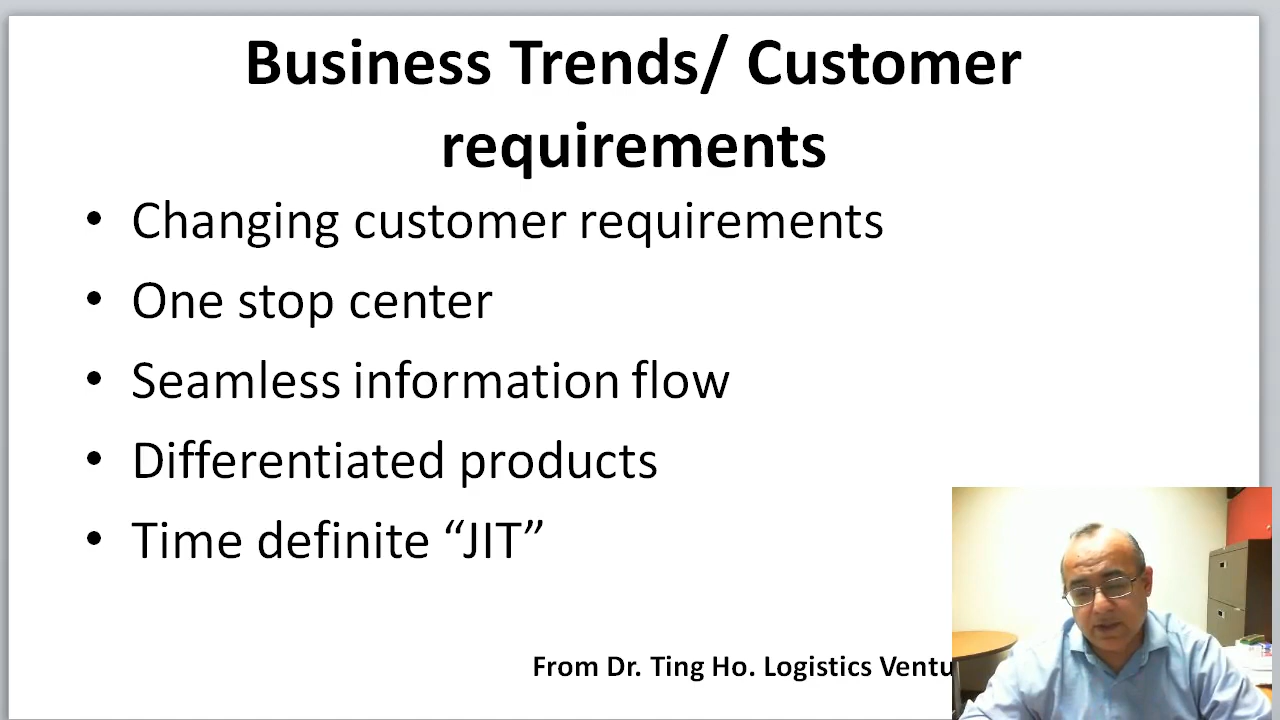 Business Trends/ Customer
requirements
• Changing customer requirements
• One stop center
• Seamless information flow
• Differentiated products
• Time definite “JIT”
From Dr. Ting Ho. Logistics